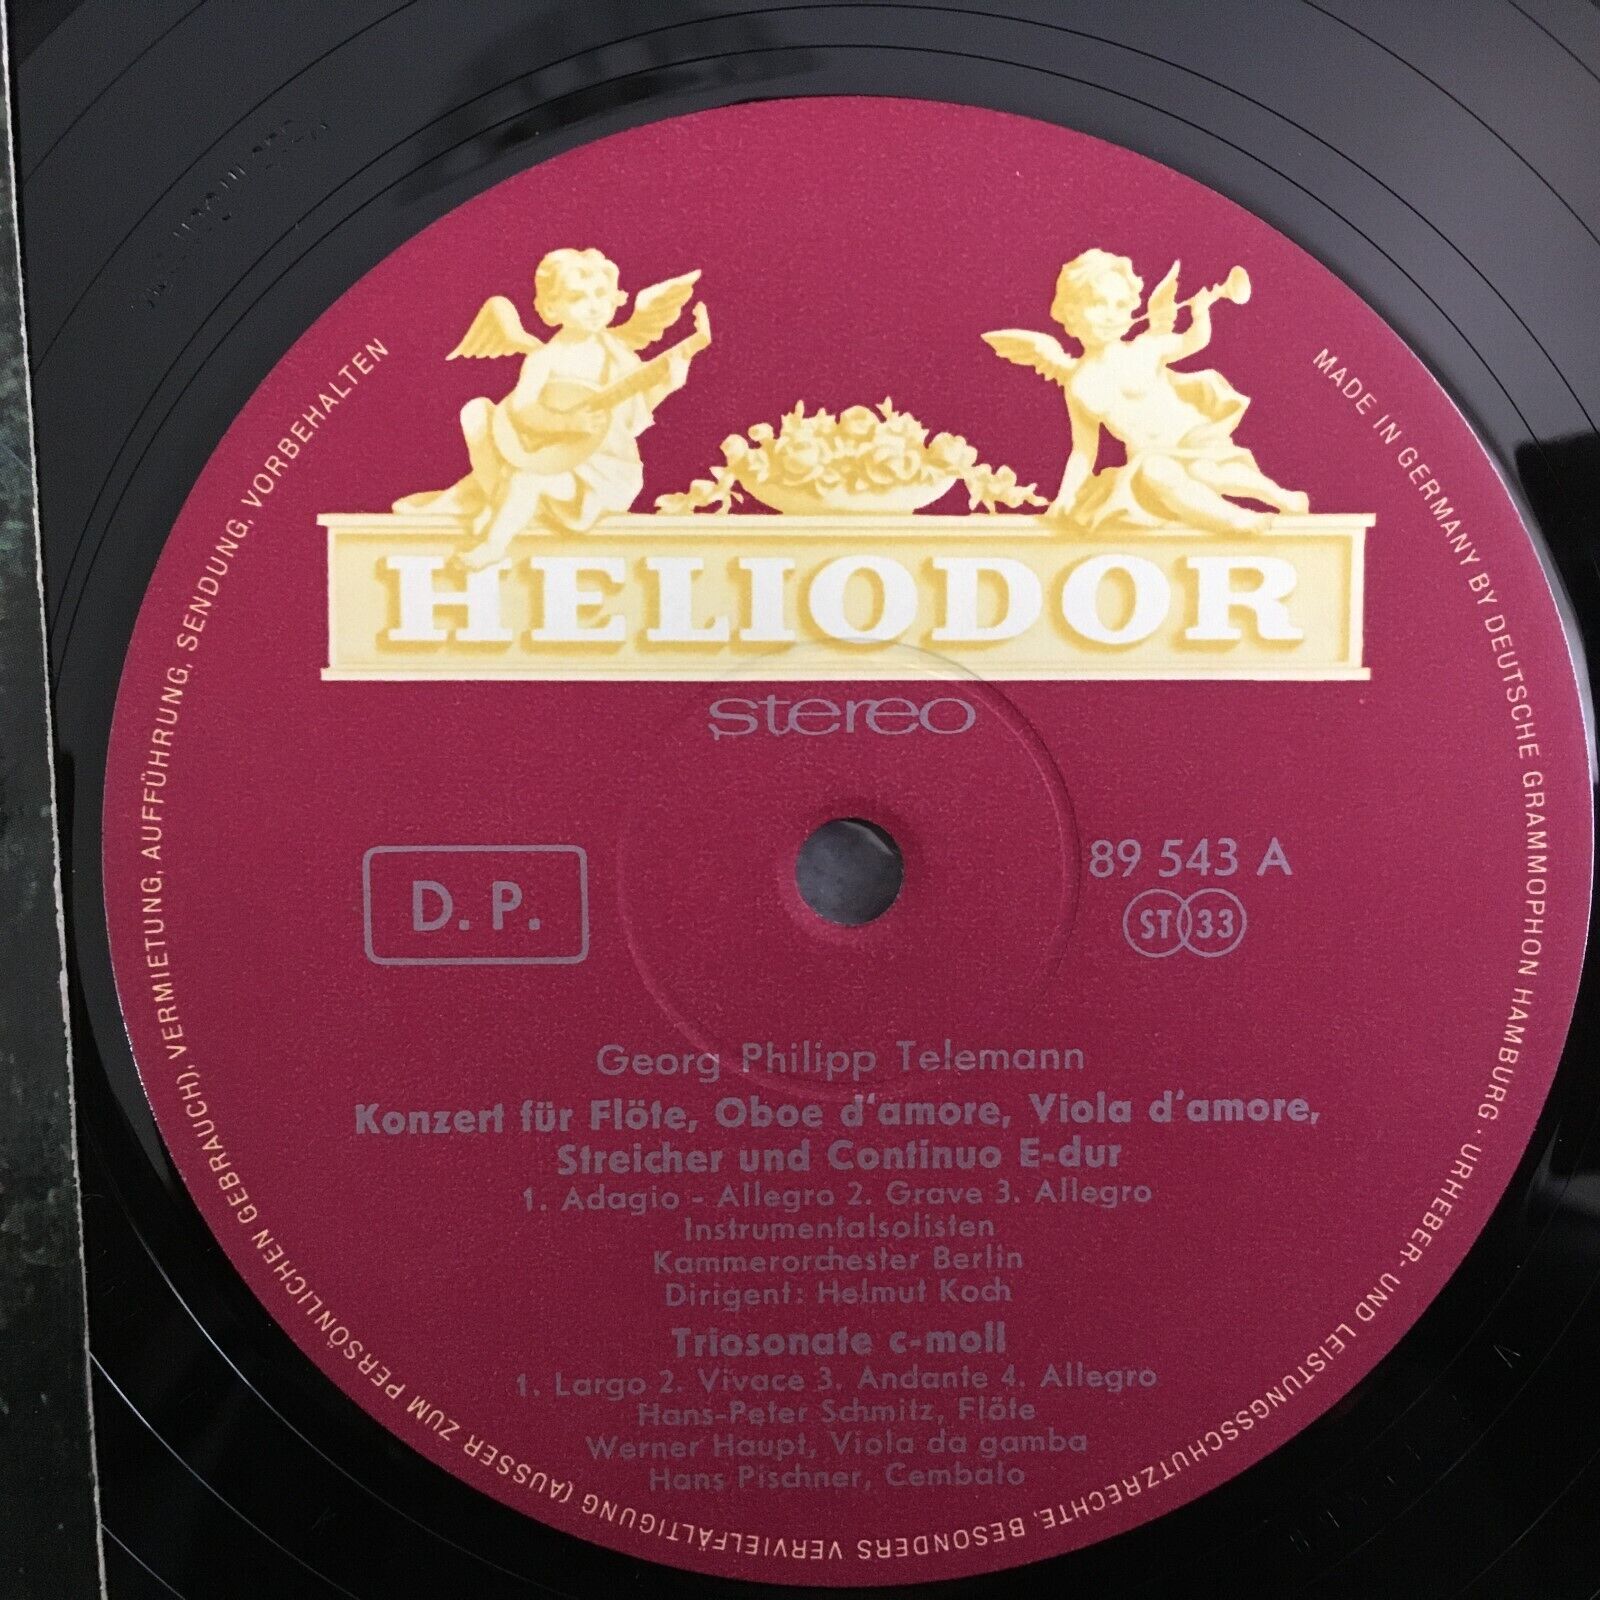 HELIODOR
stereo
D. P.
89 543 A
ST 33
Georg Philipp Telemann
Konzert für Flöte, Oboe d'amore, Viola d'amore,
Streicher und Continuo E-dur
1. Adagio - Allegro 2. Grave 3. Allegro
Instrumentalsolisten
Kammerorchester Berlin
Dirigent: Helmut Koch
Triosonate c-moll
1. Largo 2. Vivace 3. Andante 4. Allegro
Hans-Peter Schmitz, Flöte
Werner Haupt, Viola da gamba
Hans Pischner, Cembalo
MADE IN GERMANY BY DEUTSCHE GRAMMOPHON HAMBURG · URHEBER- UND LEISTUNGSSCHUTZRECHTE, BESONDERS VERVIELFÄLTIGUNG (AUSSER ZUM PERSÖNLICHEN GEBRAUCH), VERMIETUNG, AUFFÜHRUNG, SENDUNG, VORBEHALTEN